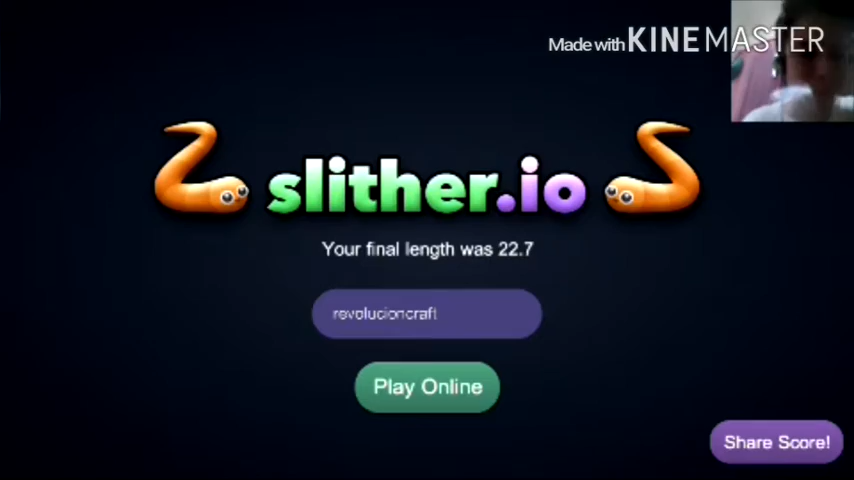 Made with KINEMASTER
slither.io
Your final length was 22.7
revolucioncraft
Play Online
Share Score!